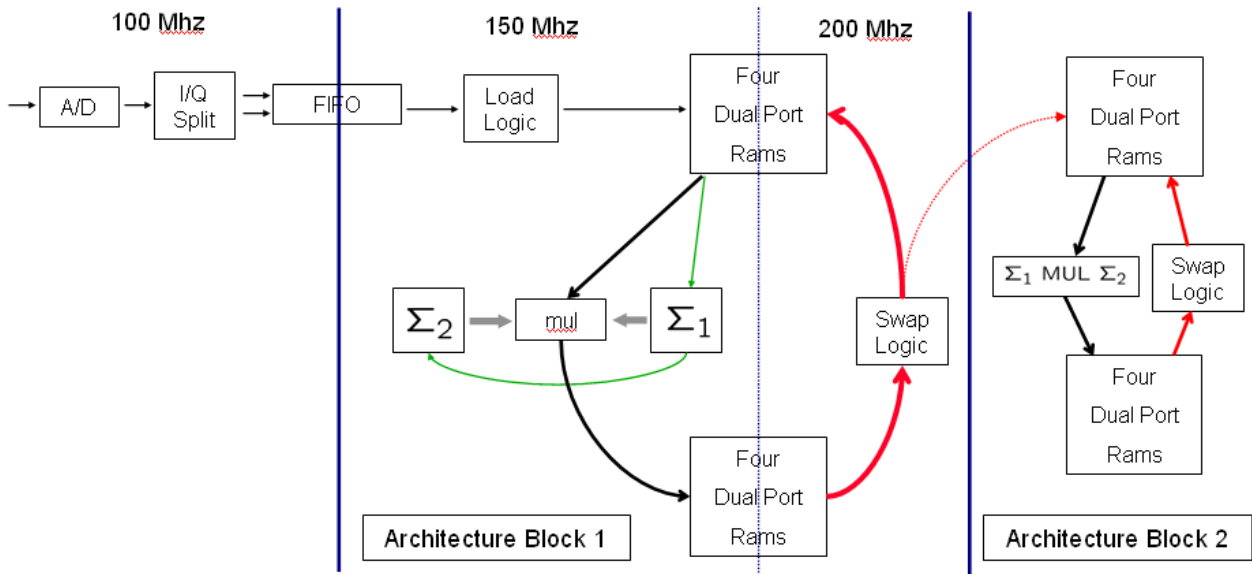 100 Mhz
150 Mhz
200 Mhz
A/D
I/Q
Split
FIFO
Load
Logic
Four
Dual Port
Rams
Four
Dual Port
Rams
Σ2
mul
Σ1
Swap
Logic
Σ1 MUL Σ2
Swap
Logic
Four
Dual Port
Rams
Four
Dual Port
Rams
Architecture Block 1
Architecture Block 2